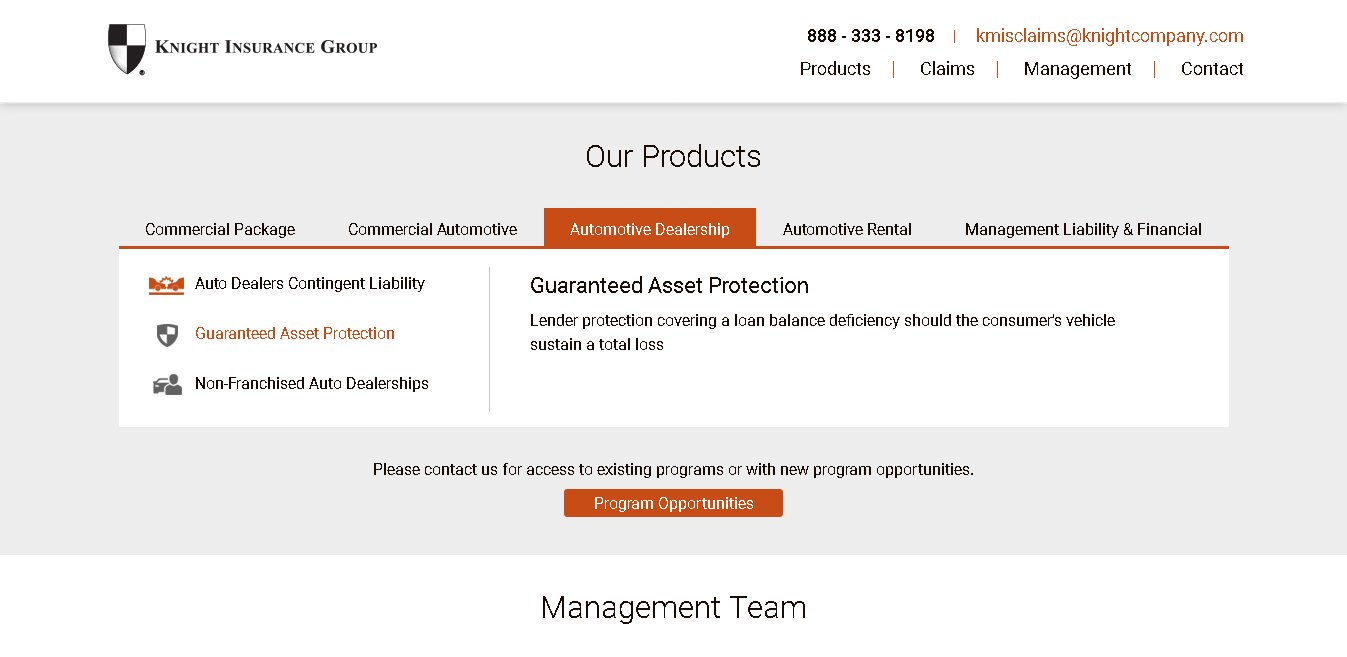 KNIGHT INSURANCE GROUP
888 - 333 - 8198 | kmisclaims@knightcompany.com
Products | Claims | Management | Contact
Our Products
Commercial Package Commercial Automotive Automotive Dealership Automotive Rental Management Liability & Financial
Auto Dealers Contingent Liability
Guaranteed Asset Protection
Non-Franchised Auto Dealerships
Guaranteed Asset Protection
Lender protection covering a loan balance deficiency should the consumer's vehicle
sustain a total loss
Please contact us for access to existing programs or with new program opportunities.
Program Opportunities
Management Team